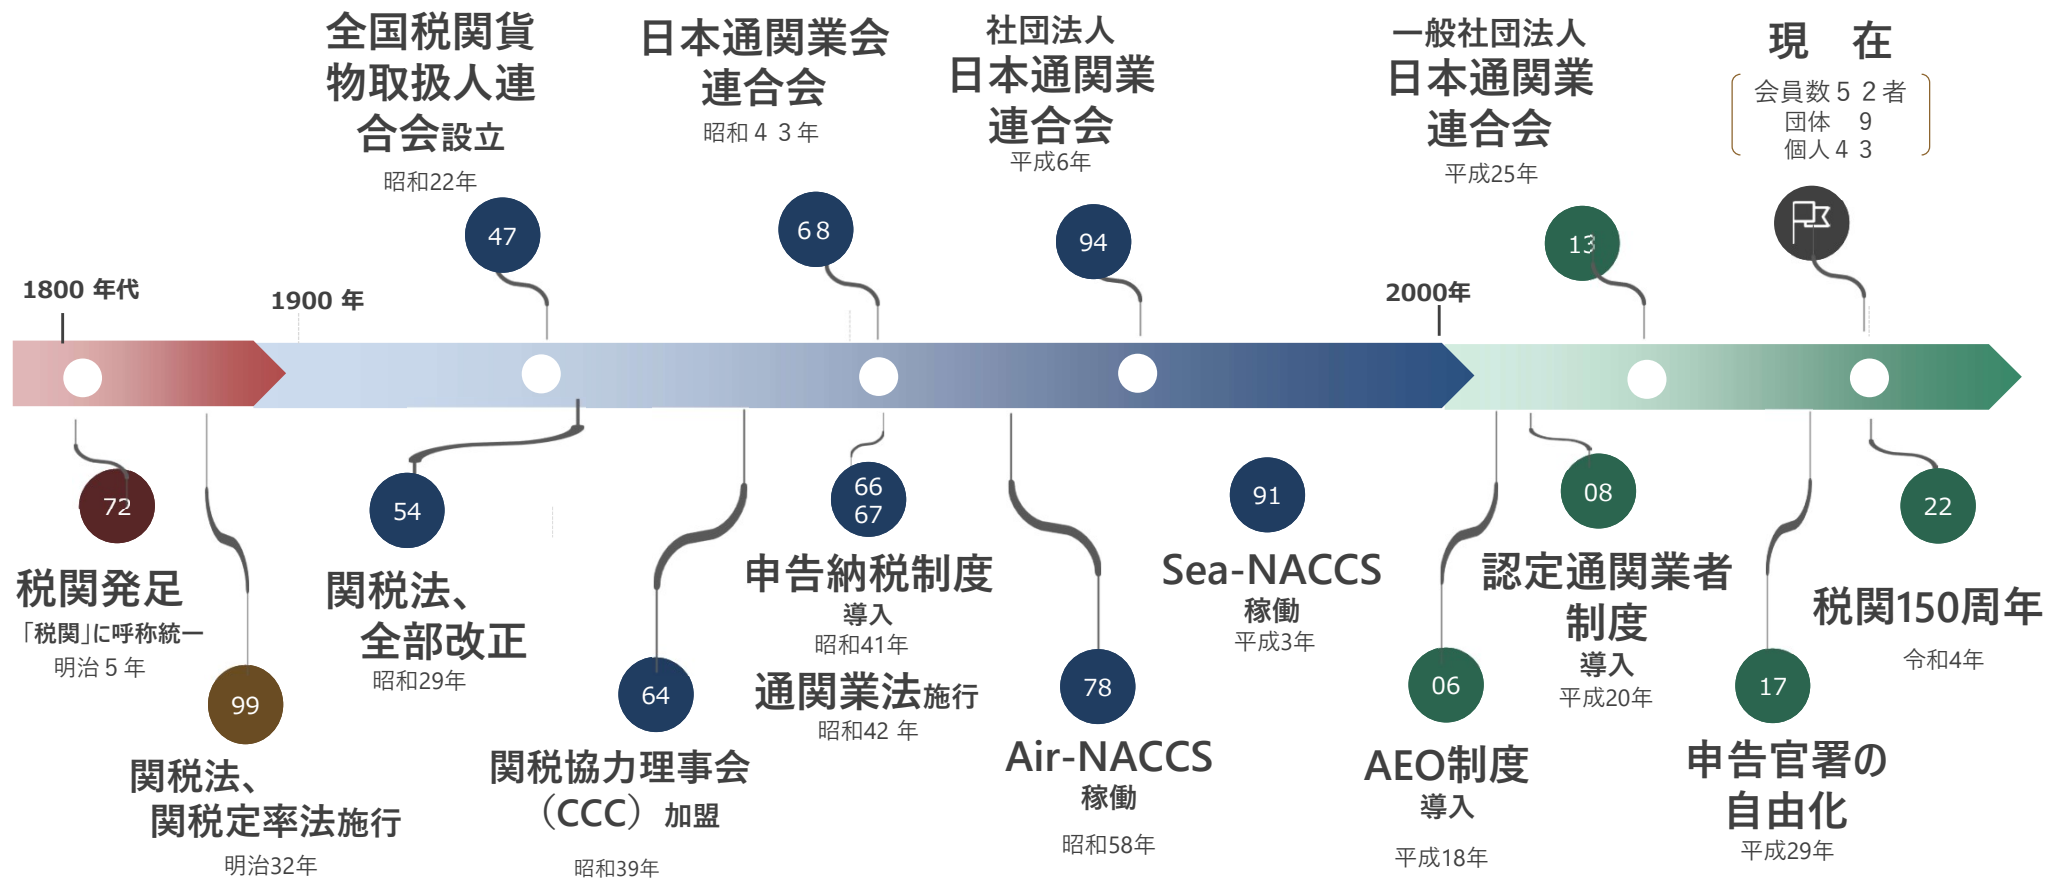 全国税関貨
物取扱人連
合会設立
昭和22年
47
日本通関業会
連合会
昭和４３年
68
社団法人
日本通関業
連合会
平成6年
94
一般社団法人
日本通関業
連合会
平成25年
13
現　在
会員数５２者
団体　9
個人４３
1800 年代
1900 年
2000年
72
税関発足
「税関」に呼称統一
明治５年
99
関税法、
関税定率法施行
明治32年
54
関税法、
全部改正
昭和29年
64
関税協力理事会
（CCC）加盟
昭和39年
66
67
申告納税制度
導入
昭和41年
通関業法施行
昭和42 年
78
Air-NACCS
稼働
昭和58年
91
Sea-NACCS
稼働
平成3年
06
AEO制度
導入
平成18年
08
認定通関業者
制度
導入
平成20年
17
申告官署の
自由化
平成29年
22
税関150周年
令和4年